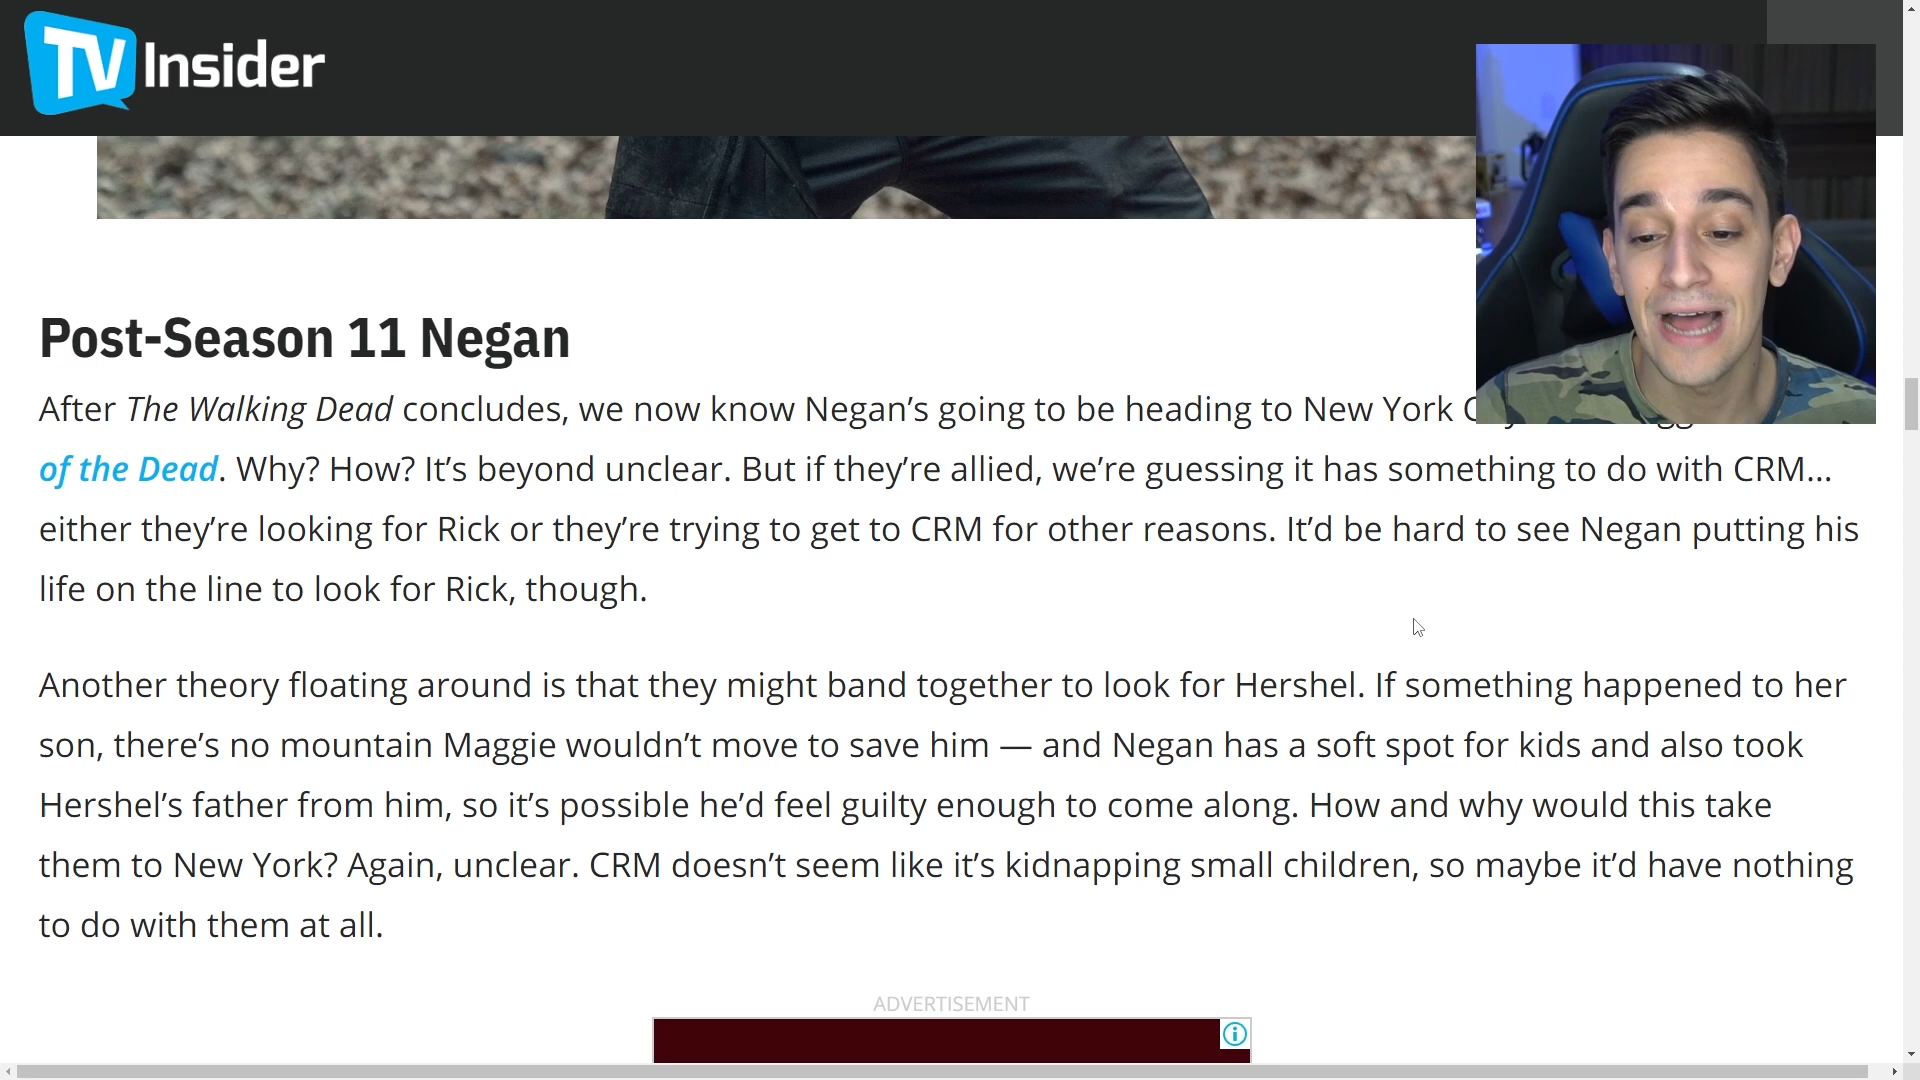 TV Insider
Post-Season 11 Negan
After The Walking Dead concludes, we now know Negan’s going to be heading to New York
of the Dead. Why? How? It’s beyond unclear. But if they’re allied, we’re guessing it has something to do with CRM…
either they’re looking for Rick or they’re trying to get to CRM for other reasons. It’d be hard to see Negan putting his
life on the line to look for Rick, though.
Another theory floating around is that they might band together to look for Hershel. If something happened to her
son, there’s no mountain Maggie wouldn’t move to save him — and Negan has a soft spot for kids and also took
Hershel’s father from him, so it’s possible he’d feel guilty enough to come along. How and why would this take
them to New York? Again, unclear. CRM doesn’t seem like it’s kidnapping small children, so maybe it’d have nothing
to do with them at all.
ADVERTISEMENT